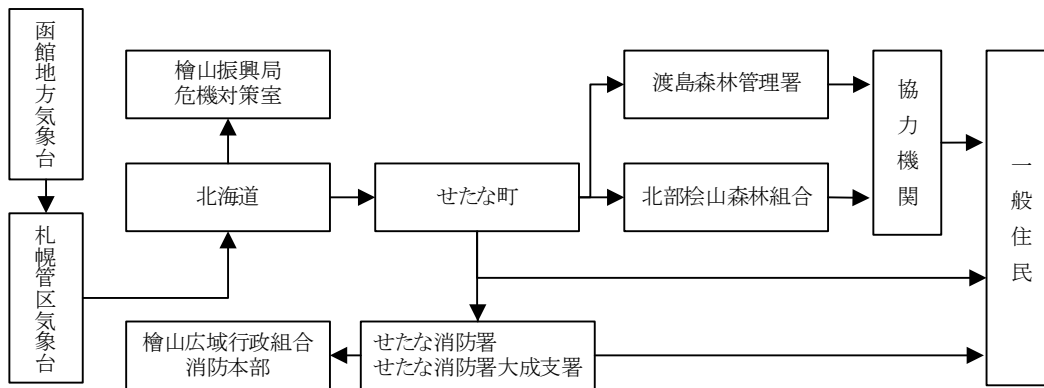 函館地方気象台
札幌管区気象台
檜山振興局
危機対策室
北海道
せたな町
渡島森林管理署
北部桧山森林組合
協力機関
一般住民
檜山広域行政組合
消防本部
せたな消防署
せたな消防署大成支署